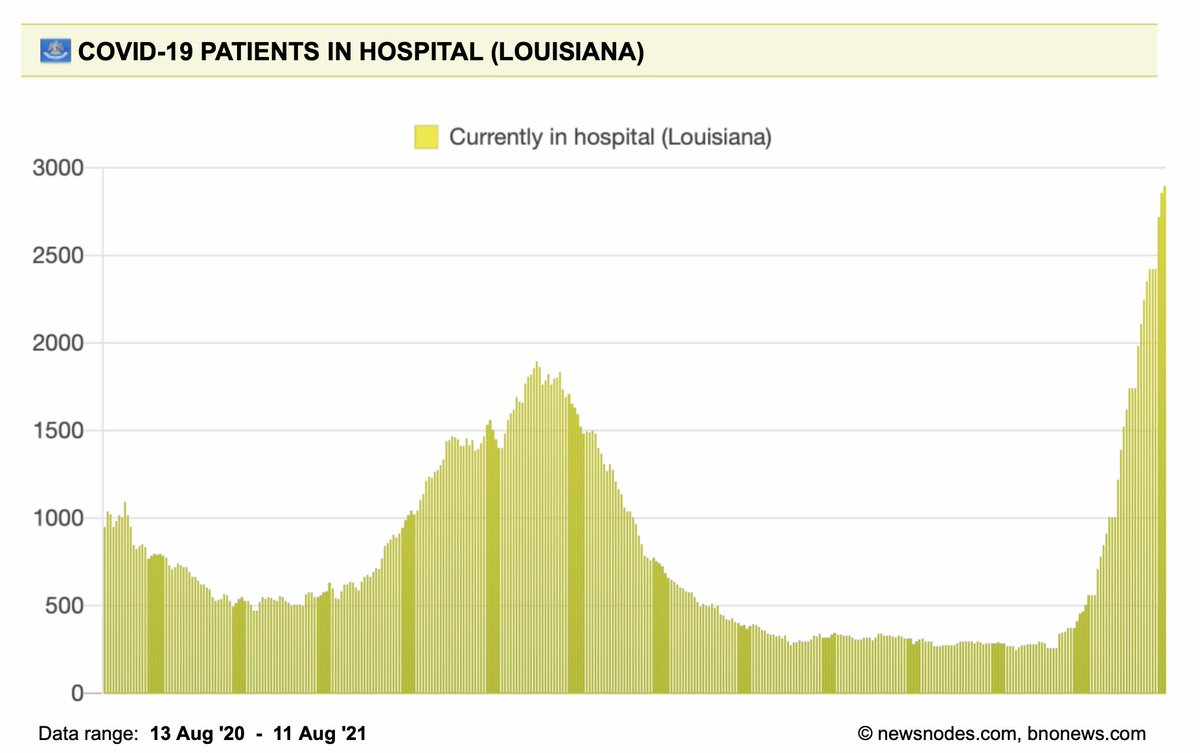 COVID-19 PATIENTS IN HOSPITAL (LOUISIANA)
Currently in hospital (Louisiana)
3000
2500
2000
1500
1000
500
0
Data range: 13 Aug '20 - 11 Aug '21
© newsnodes.com, bnonews.com